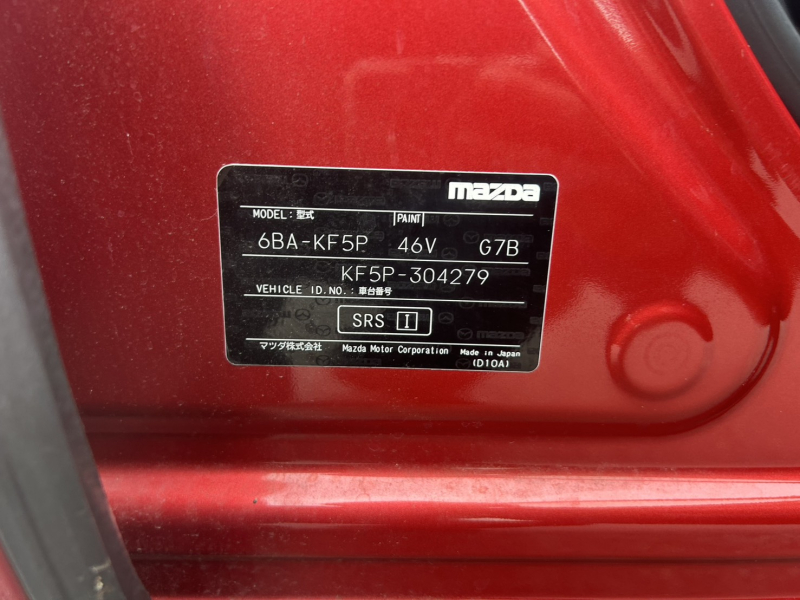 mazda
MODEL:型式 PAINT
6BA-KF5P 46V G7B
KF5P-304279
VEHICLE ID.NO.:車台番号
SRS I
マツダ株式会社 Mazda Motor Corporation Made in Japan
(D10A)